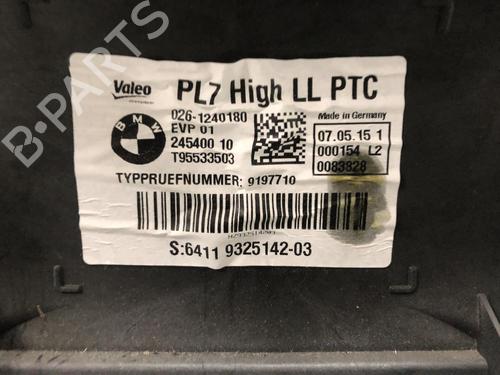 B-PARTS
Valeo
PL7 High LL PTC
BMW
026-1240180
EVP 01
245400 10
T95533503
Made in Germany
07.05.15 1
000154 L2
0083828
TYPPRUEFNUMMER: 9197710
S:6411 9325142-03